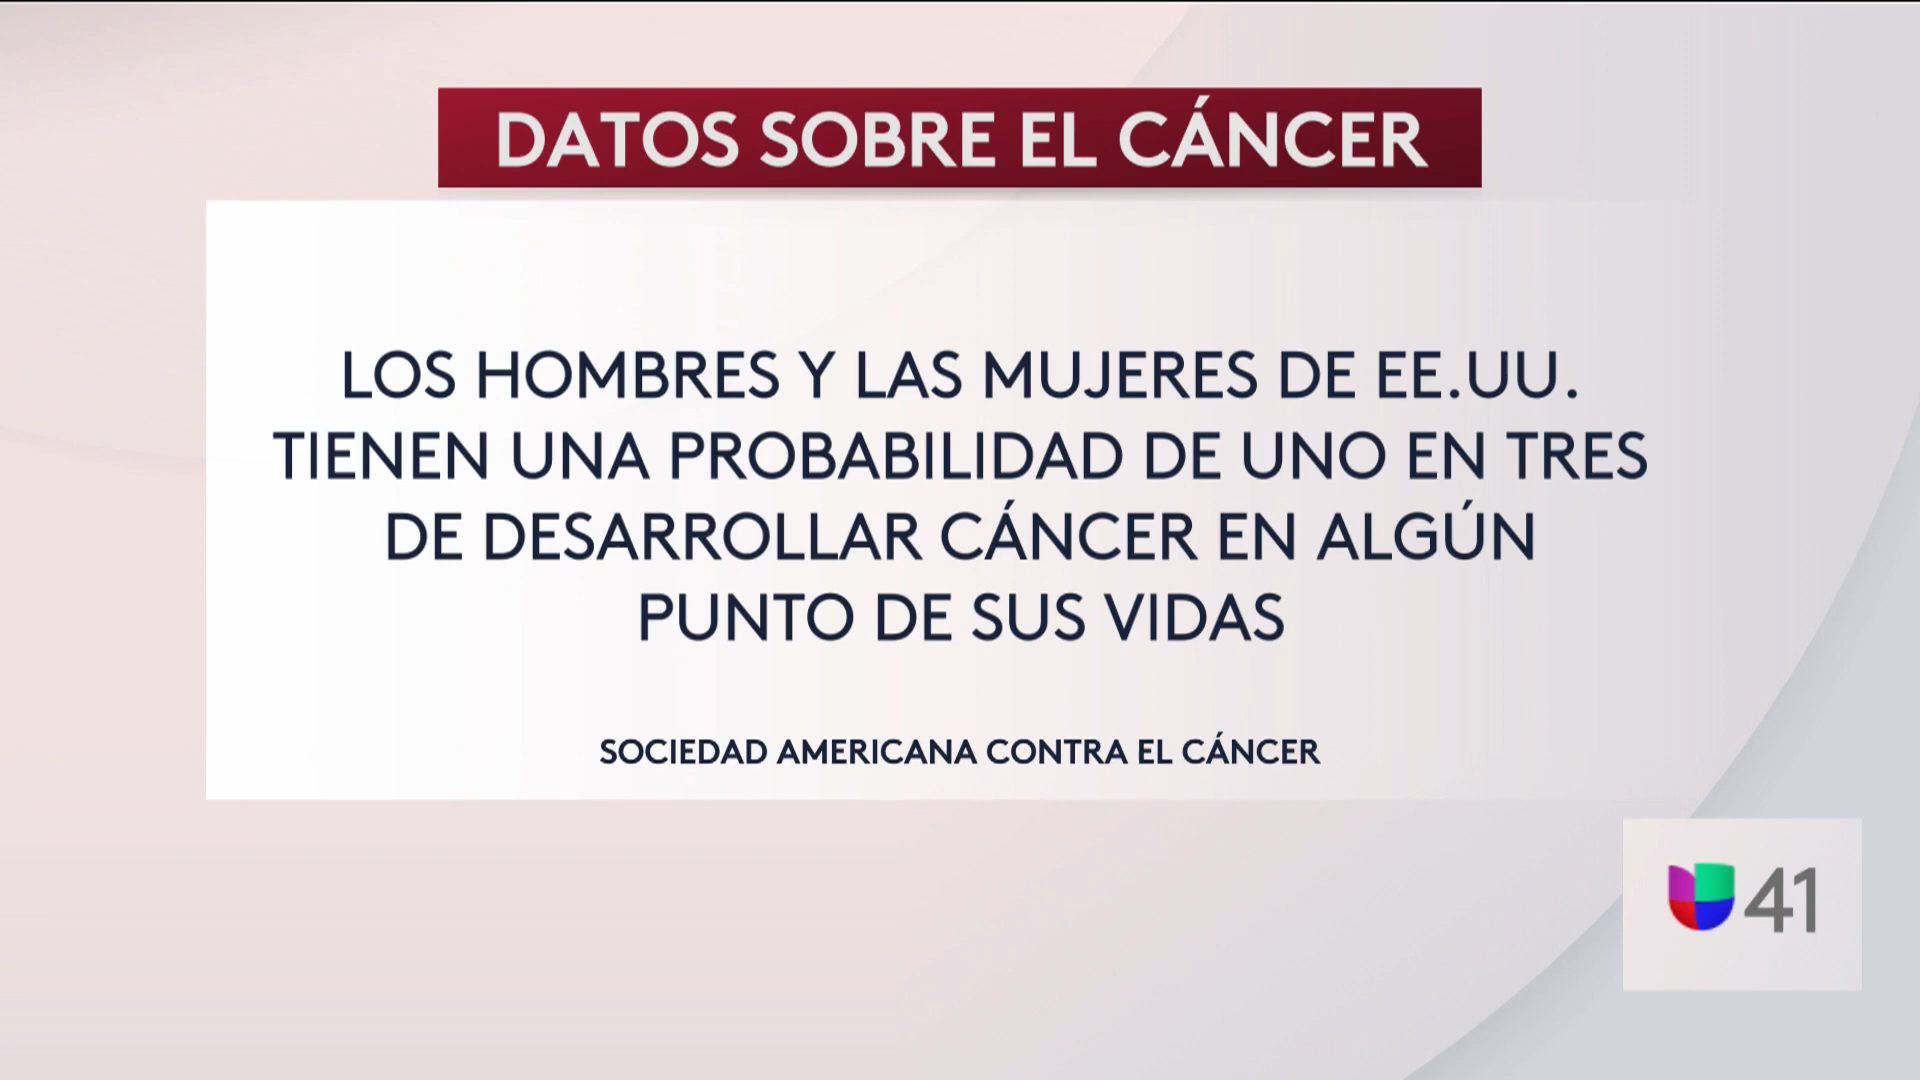 DATOS SOBRE EL CÁNCER
LOS HOMBRES Y LAS MUJERES DE EE.UU.
TIENEN UNA PROBABILIDAD DE UNO EN TRES
DE DESARROLLAR CÁNCER EN ALGÚN
PUNTO DE SUS VIDAS
SOCIEDAD AMERICANA CONTRA EL CÁNCER
41